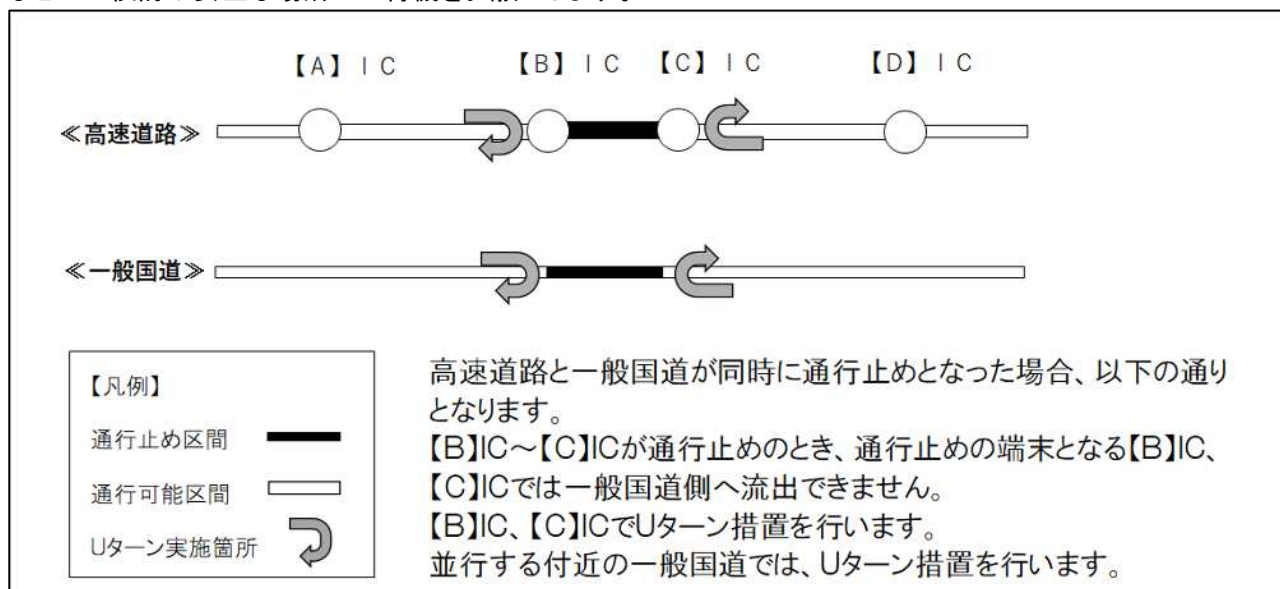 【A】IC 【B】IC 【C】IC 【D】IC
≪高速道路≫
≪一般国道≫
【凡例】
通行止め区間
通行可能区間
Uターン実施箇所
高速道路と一般国道が同時に通行止めとなった場合、以下の通り
となります。
【B】IC～【C】ICが通行止めのとき、通行止めの端末となる【B】IC、
【C】ICでは一般国道側へ流出できません。
【B】IC、【C】ICでUターン措置を行います。
並行する付近の一般国道では、Uターン措置を行います。